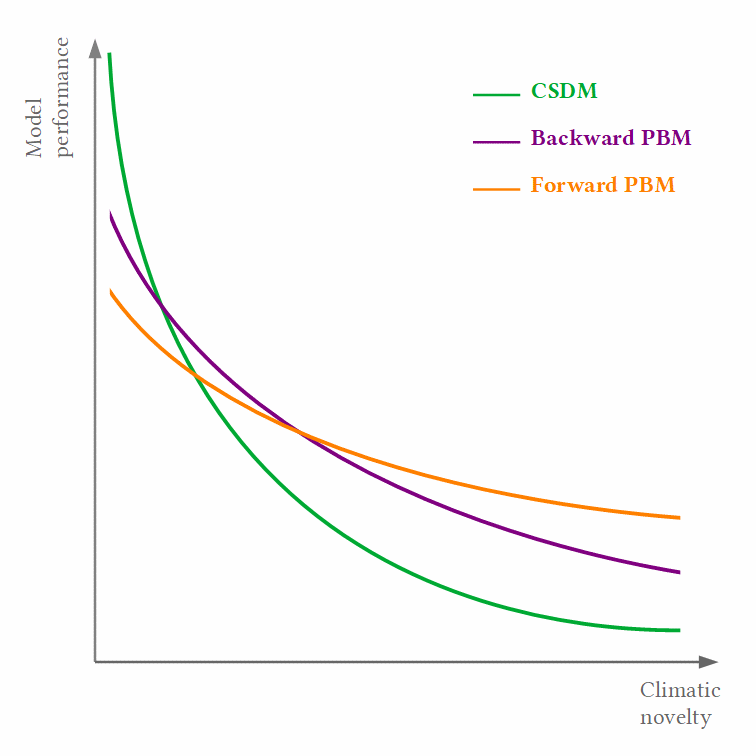 Model
performance
CSDM
Backward PBM
Forward PBM
Climatic
novelty